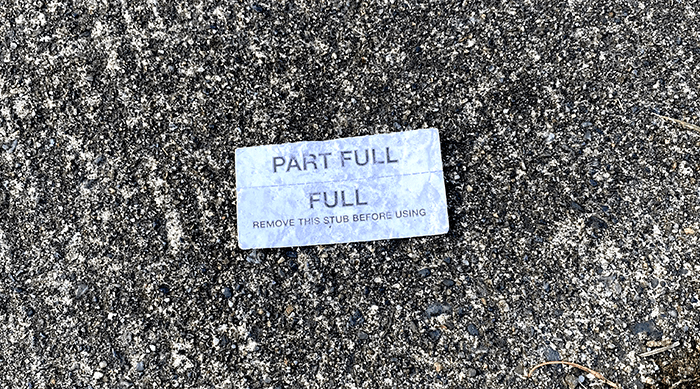 PART FULL
FULL
REMOVE THIS STUB BEFORE USING